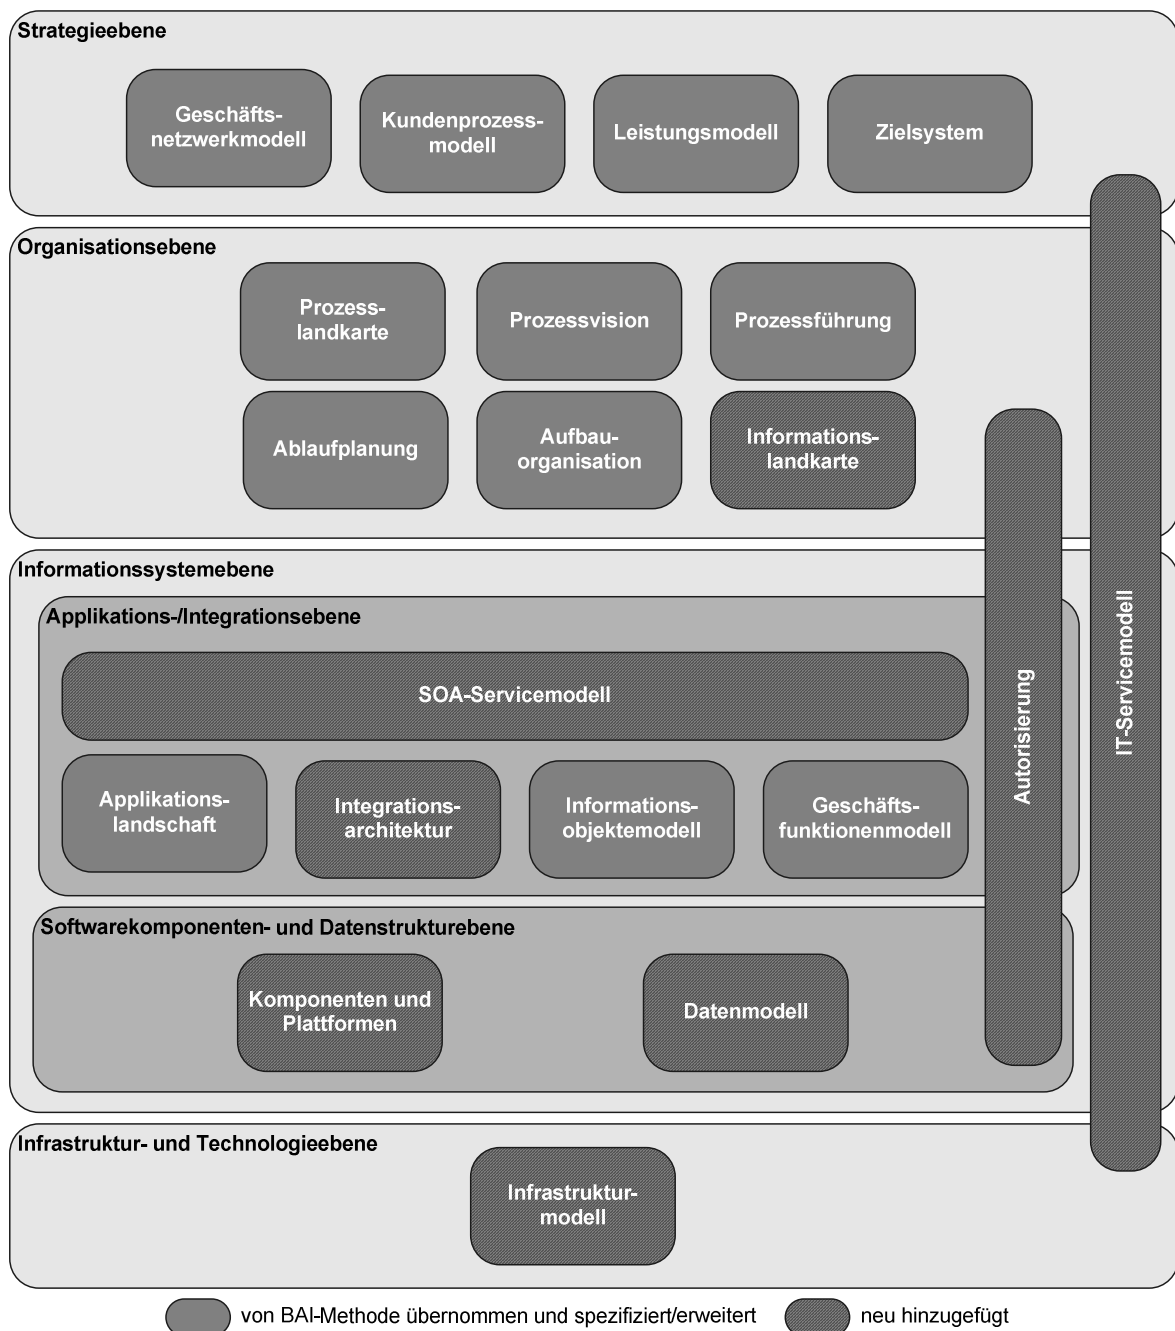 Strategieebene
Geschäfts-
netzwerkmodell
Kundenprozess-
modell
Leistungsmodell
Zielsystem
Organisationsebene
Prozess-
landkarte
Prozessvision
Prozessführung
Ablaufplanung
Aufbau-
organisation
Informations-
landkarte
Informationssystemebene
Applikations-/Integrationsebene
SOA-Servicemodell
Applikations-
landschaft
Integrations-
architektur
Informations-
objektemodell
Geschäfts-
funktionenmodell
Autorisierung
IT-Servicemodell
Softwarekomponenten- und Datenstrukturebene
Komponenten und
Plattformen
Datenmodell
Infrastruktur- und Technologieebene
Infrastruktur-
modell
von BAI-Methode übernommen und spezifiziert/erweitert
neu hinzugefügt